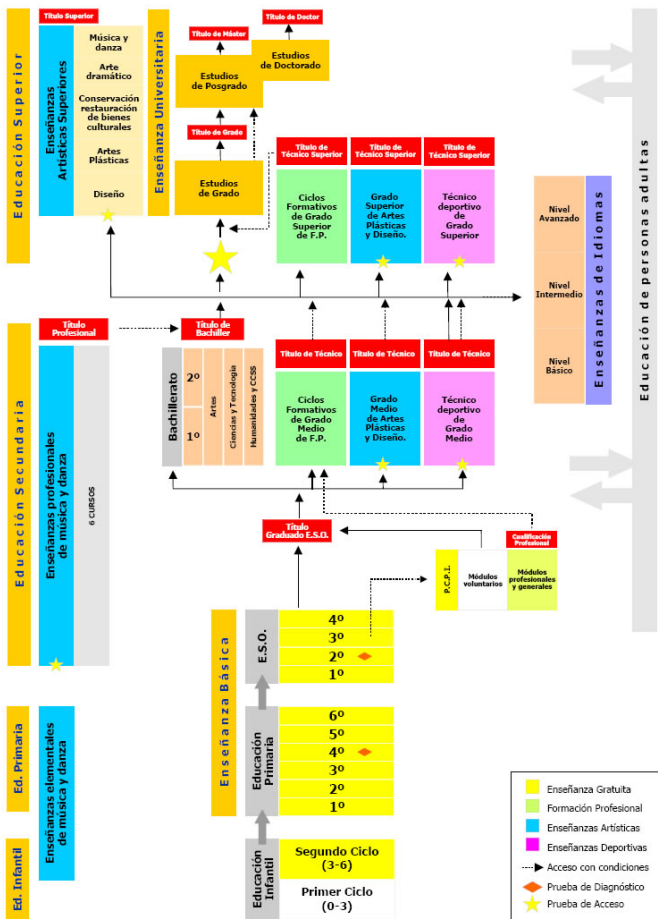 Educación Superior
Título Superior
Enseñanzas
Artísticas Superiores
Música y
danza
Arte
dramático
Conservación
restauración
de bienes
culturales
Artes
Plásticas
Diseño
Enseñanza Universitaria
Título de Máster
Título de Doctor
Estudios
de Posgrado
Estudios
de Doctorado
Título de Grado
Estudios
de Grado
Título de
Técnico Superior
Título de
Técnico Superior
Título de
Técnico Superior
Ciclos
Formativos
de Grado
Superior
de F.P.
Grado
Superior
de Artes
Plásticas
y Diseño.
Técnico
deportivo
de Grado
Superior
Nivel
Avanzado
Nivel
Intermedio
Nivel
Básico
Enseñanzas de Idiomas
Educación de personas adultas
Educación Secundaria
Título
Profesional
Enseñanzas profesionales
de música y danza
6 CURSOS
Título de
Bachiller
Bachillerato
2º
1º
Artes
Ciencias y Tecnología
Humanidades y CCSS
Título de Técnico
Título de Técnico
Título de Técnico
Ciclos
Formativos
de Grado
Medio
de F.P.
Grado
Medio
de Artes
Plásticas
y Diseño.
Técnico
deportivo
de Grado
Medio
Título
Graduado E.S.O.
Cualificación
Profesional
P.C.P.I.
Módulos
voluntarios
Módulos
profesionales
y generales
Enseñanza Básica
E.S.O.
4º
3º
2º
1º
Ed. Primaria
Enseñanzas elementales
de música y danza
Educación
Primaria
6º
5º
4º
3º
2º
1º
Ed. Infantil
Educación
Infantil
Segundo Ciclo
(3-6)
Primer Ciclo
(0-3)
Enseñanza Gratuita
Formación Profesional
Enseñanzas Artísticas
Enseñanzas Deportivas
Acceso con condiciones
Prueba de Diagnóstico
Prueba de Acceso